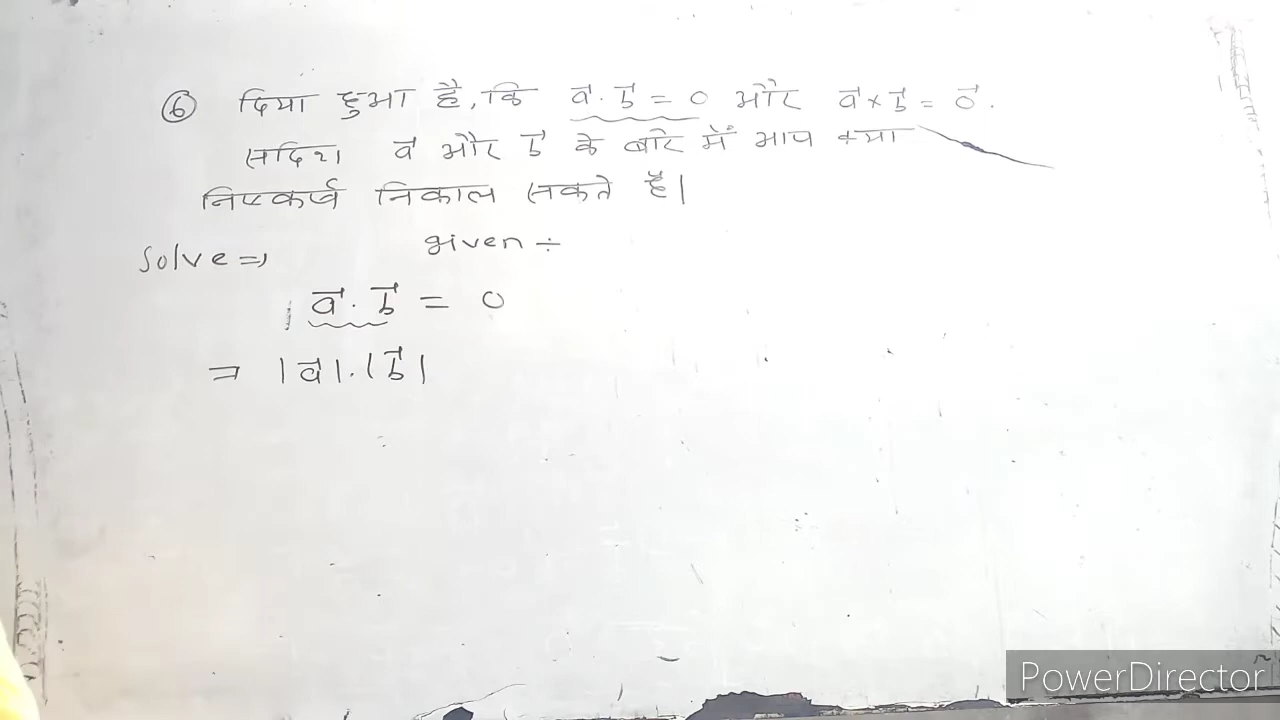 ⑥ दिया हुआ है, कि a⃗. b⃗ = 0 और a⃗×b⃗ = 0⃗.
सदिश a⃗ और b⃗ के बारे में आप क्या
निष्कर्ष निकाल सकते हैं|
Solve ⇒ given ÷
a⃗. b⃗ = 0
⇒ |a⃗|.|b⃗|
PowerDirector